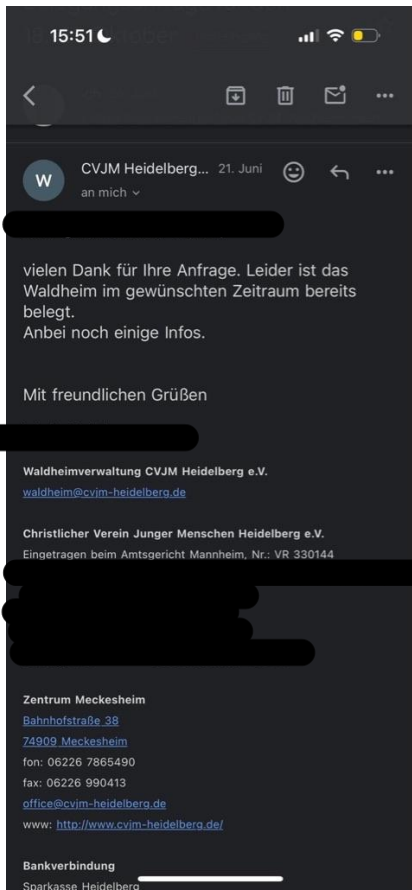 15:51
W
CVJM Heidelberg... 21. Juni
an mich
vielen Dank für Ihre Anfrage. Leider ist das
Waldheim im gewünschten Zeitraum bereits
belegt.
Anbei noch einige Infos.
Mit freundlichen Grüßen
Waldheimverwaltung CVJM Heidelberg e.V.
waldheim@cvjm-heidelberg.de
Christlicher Verein Junger Menschen Heidelberg e.V.
Eingetragen beim Amtsgericht Mannheim, Nr.: VR 330144
Zentrum Meckesheim
Bahnhofstraße 38
74909 Meckesheim
fon: 06226 7865490
fax: 06226 990413
office@cvjm-heidelberg.de
www: http://www.cvjm-heidelberg.de/
Bankverbindung
Sparkasse Heidelberg